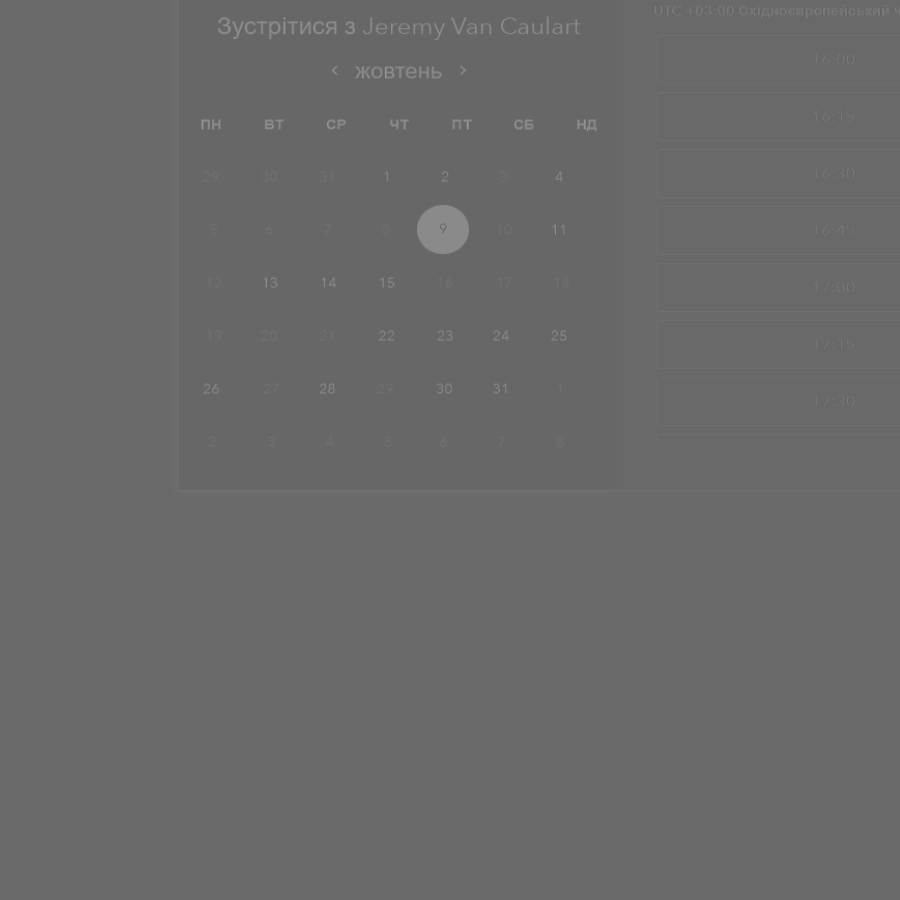 Зустрітися з Jeremy Van Caulart
жовтень
ПН ВТ СР ЧТ ПТ СБ НД
29 30 31 1 2 3 4
5 6 7 8 9 10 11
12 13 14 15 16 17 18
19 20 21 22 23 24 25
26 27 28 29 30 31 1
2 3 4 5 6 7 8
UTC +03:00 Східноєвропейський
16:00
16:15
16:30
16:45
17:00
17:15
17:30